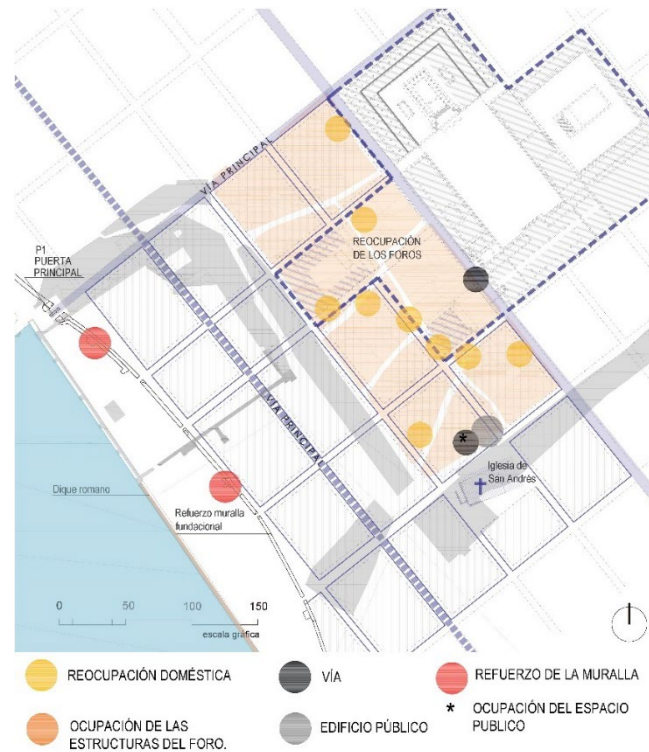 VÍA PRINCIPAL
REOCUPACIÓN
DE LOS FOROS
P1
PUERTA
PRINCIPAL
VÍA PRINCIPAL
*
Iglesia de
San Andrés
Dique romano
Refuerzo muralla
fundacional
0 50 100 150
escala gráfica
REOCUPACIÓN DOMÉSTICA
VÍA
REFUERZO DE LA MURALLA
OCUPACIÓN DE LAS
ESTRUCTURAS DEL FORO.
EDIFICIO PÚBLICO
* OCUPACIÓN DEL ESPACIO
PUBLICO